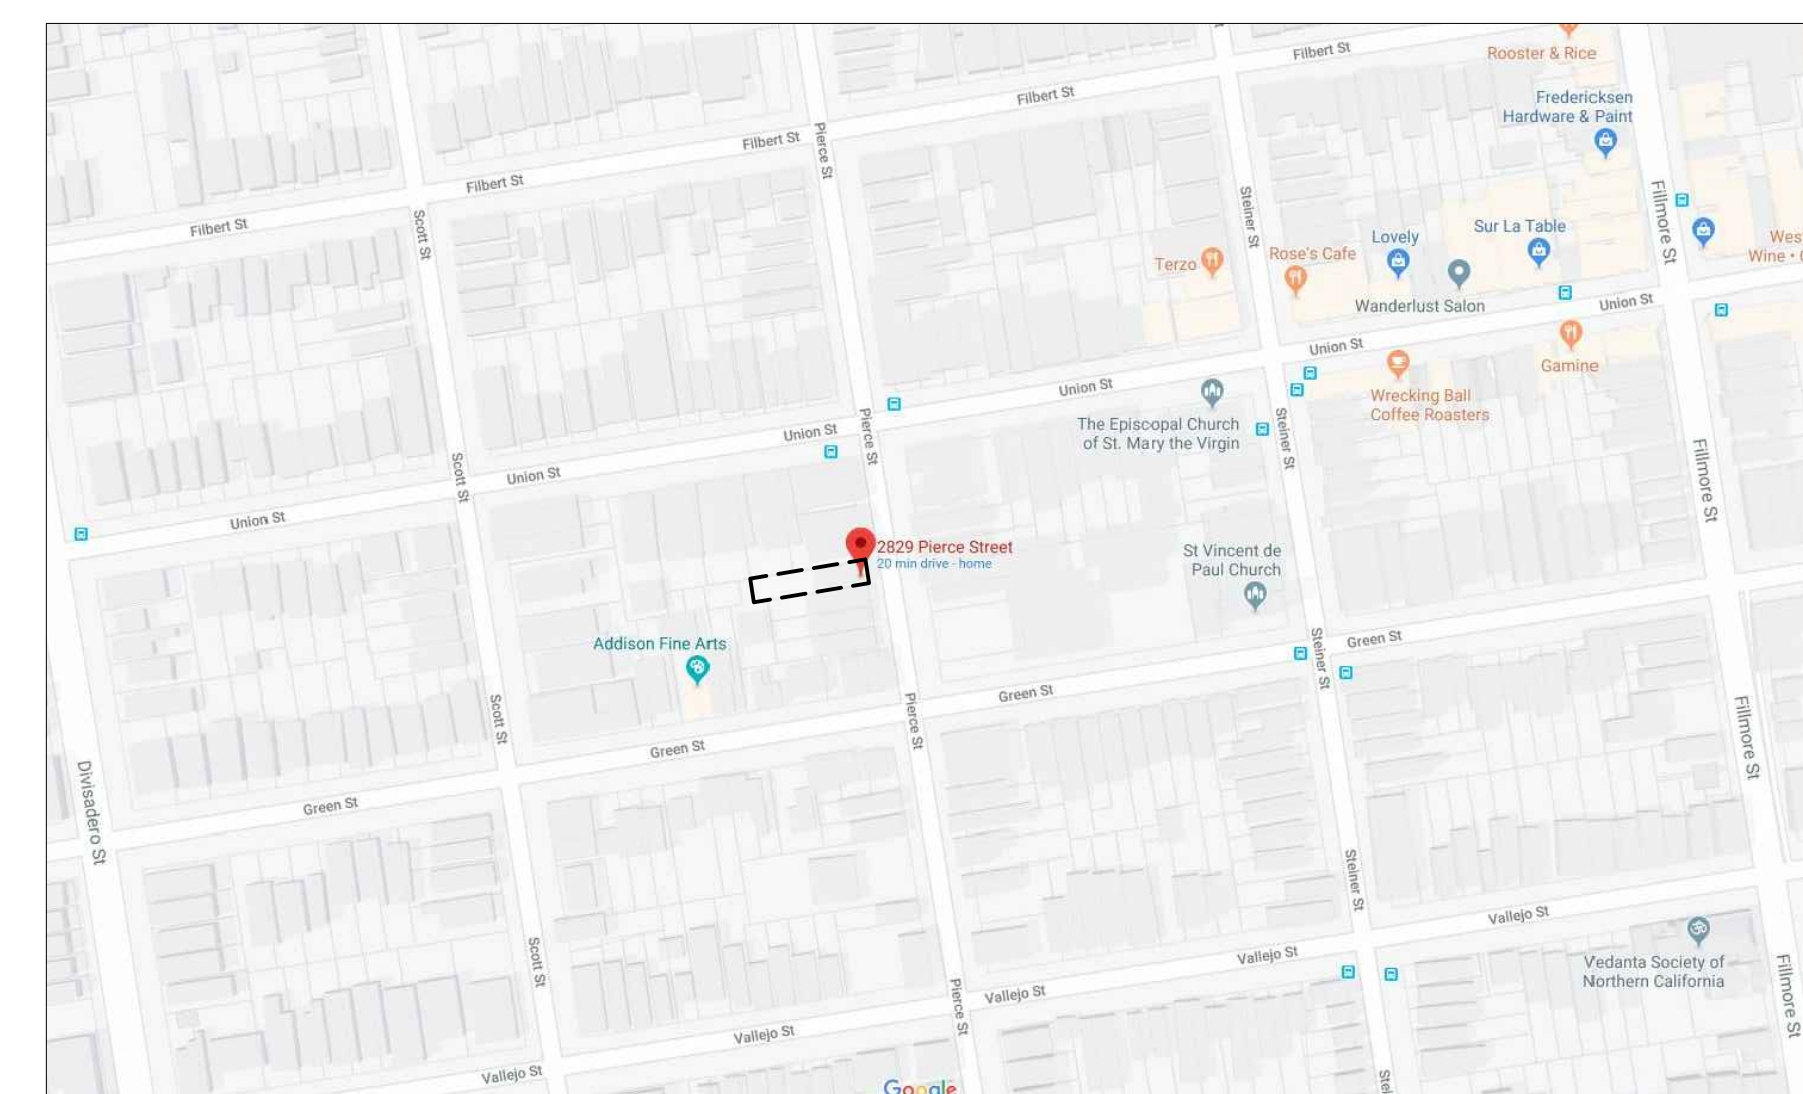 Filbert St
Rooster & Rice
Filbert St
Fredericksen
Hardware & Paint
Filbert St
Pierce St
Filbert St
Filbert St
Scott St
Steiner St
Fillmore St
Sur La Table
Lovely
Rose's Cafe
Terzo
Wine •
Wanderlust Salon
Union St
Union St
Gamine
Union St
Wrecking Ball
Coffee Roasters
The Episcopal Church
of St. Mary the Virgin
Steiner St
Pierce St
Union St
Fillmore St
Scott St
Union St
Union St
2829 Pierce Street
20 min drive - home
St Vincent de
Paul Church
Addison Fine Arts
Green St
Steiner St
Green St
Pierce St
Scott St
Fillmore St
Green St
Green St
Divisadero St
Steiner St
Vallejo St
Vallejo St
Scott St
Vedanta Society of
Northern California
Fillmore St
Pierce St
Vallejo St
Vallejo St
Vallejo St
Google